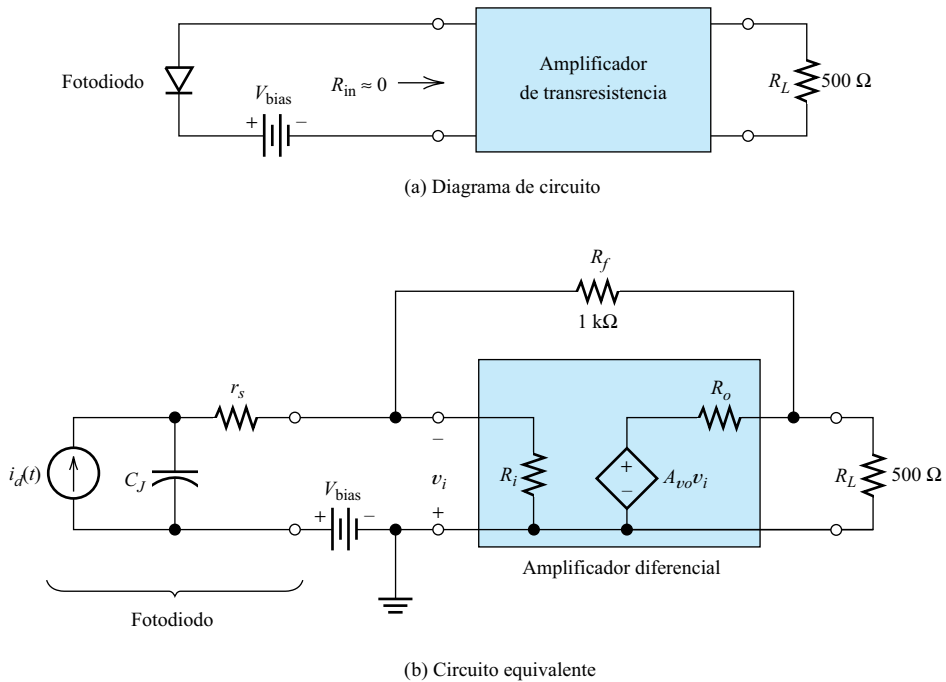 Fotodiodo
V_bias
+ −
R_in ≈ 0
Amplificador
de transresistencia
R_L
500 Ω
(a) Diagrama de circuito
R_f
1 kΩ
r_s
R_o
i_d(t)
C_J
−
v_i
+
R_i
+
−
A_vo v_i
R_L
500 Ω
V_bias
+ −
Amplificador diferencial
Fotodiodo
(b) Circuito equivalente